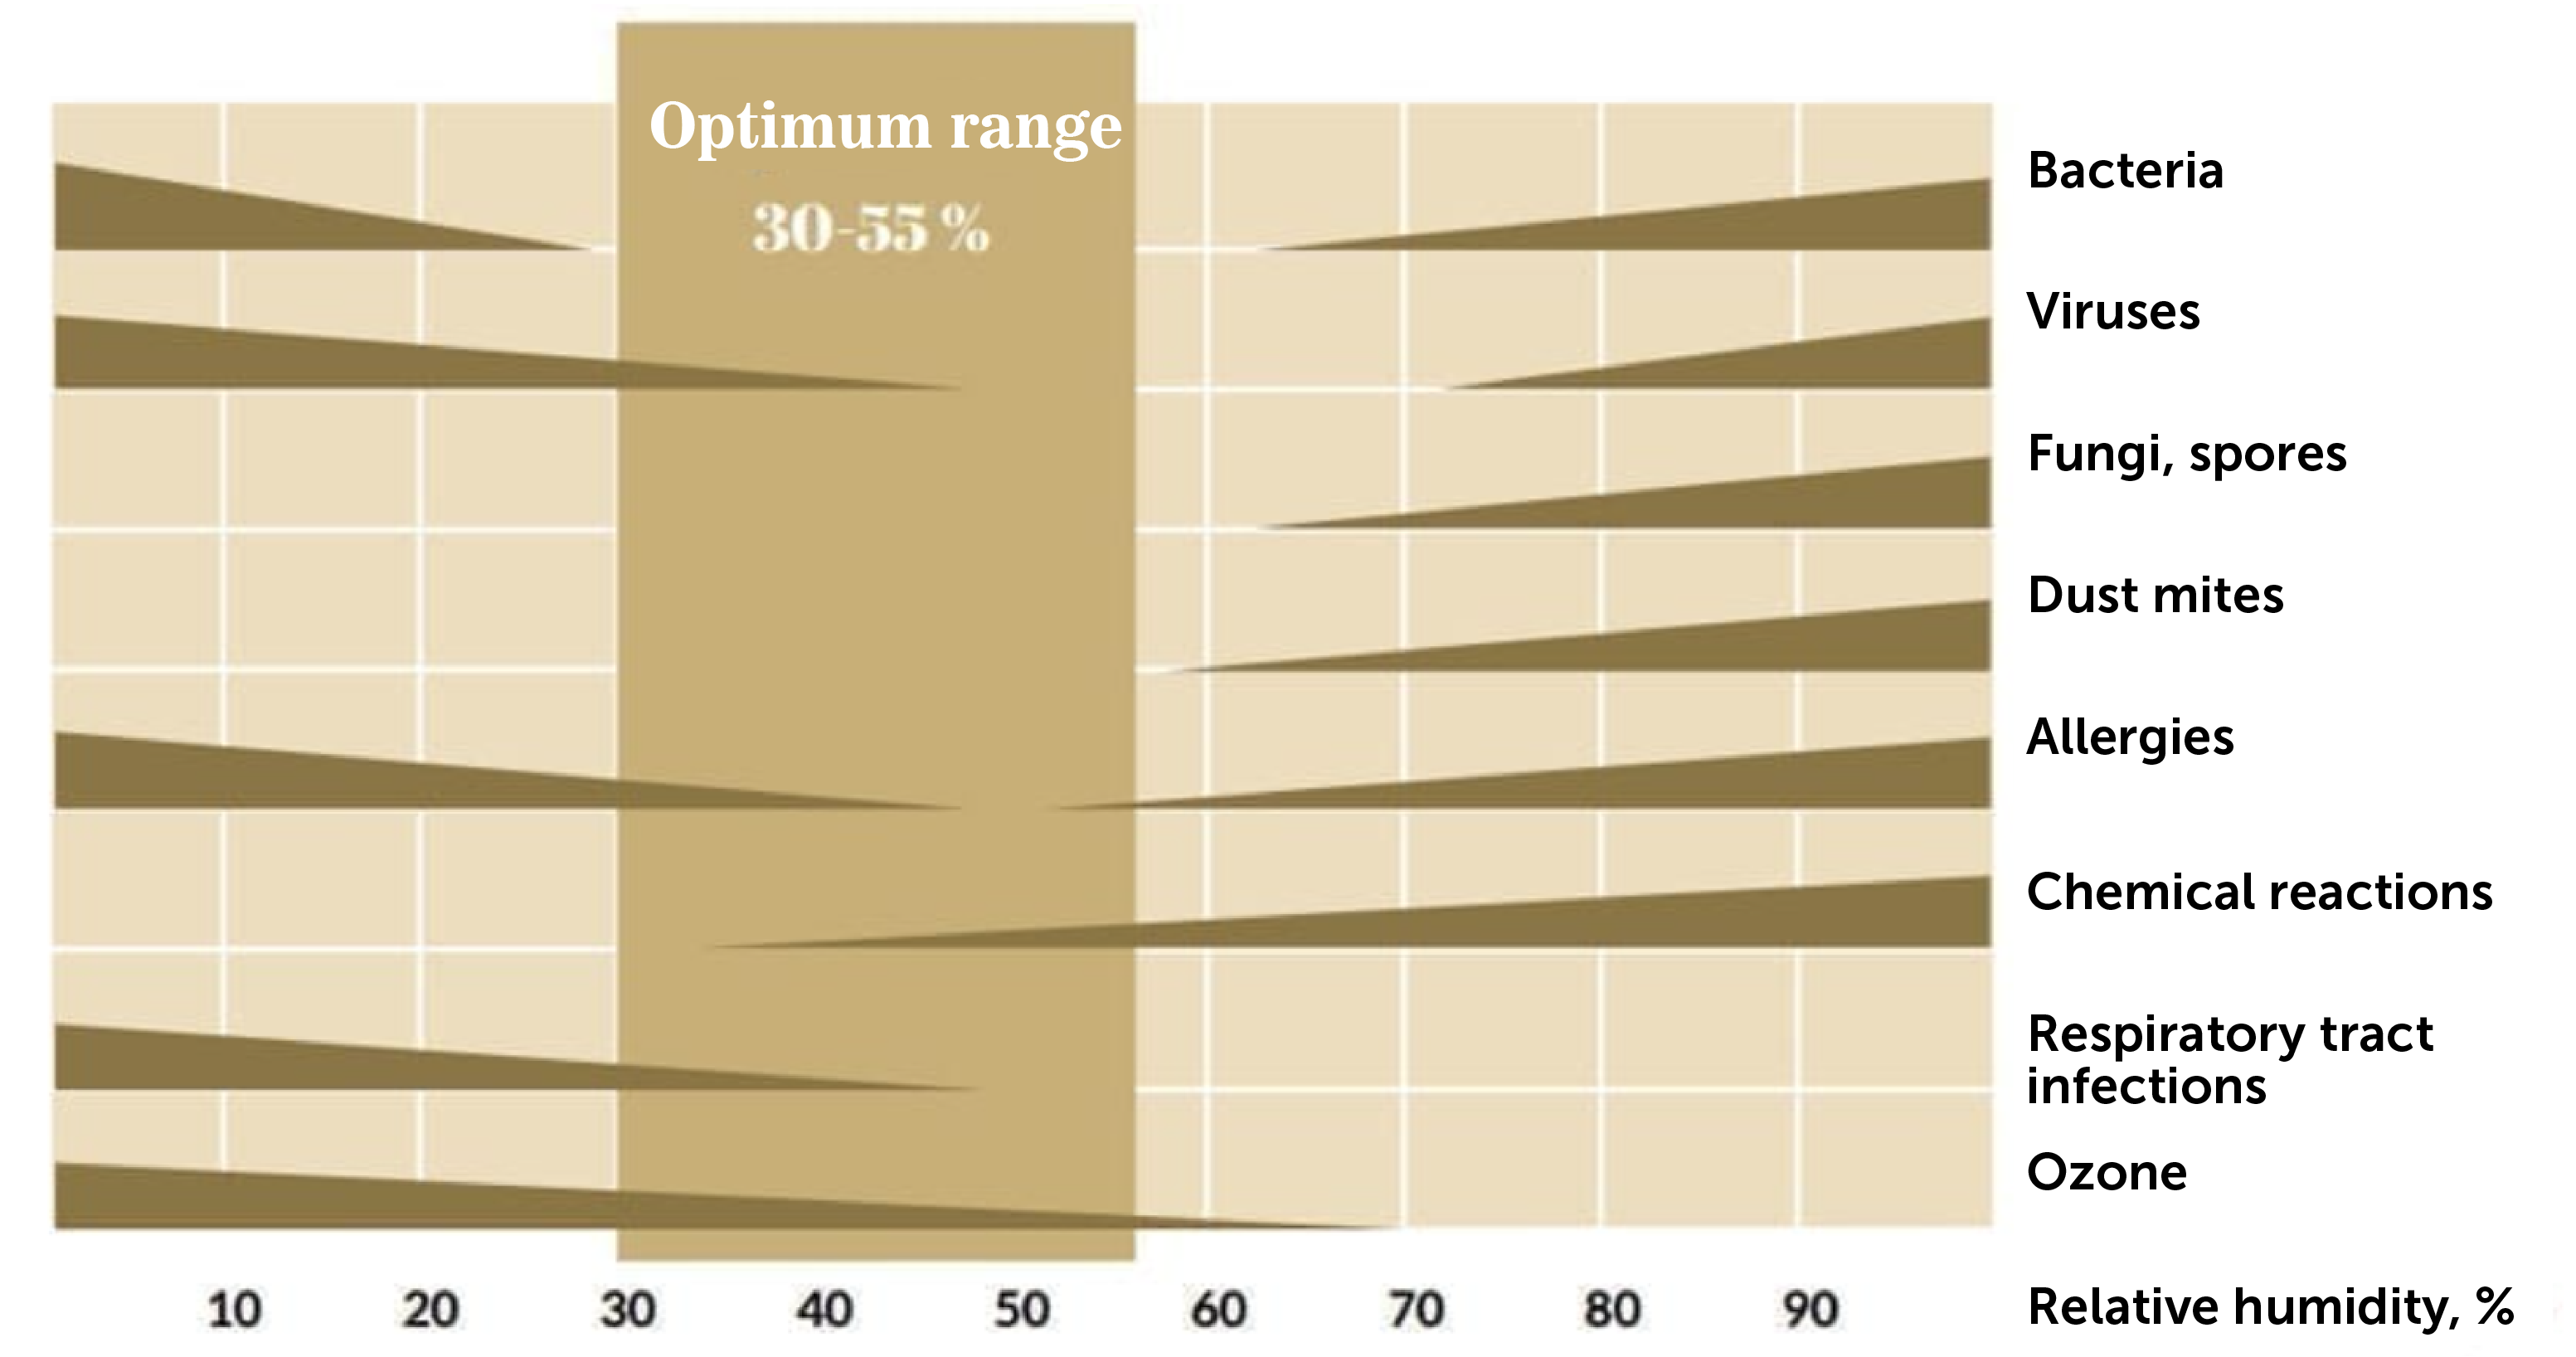 Optimum range
30-55 %
Bacteria
Viruses
Fungi, spores
Dust mites
Allergies
Chemical reactions
Respiratory tract
infections
Ozone
10 20 30 40 50 60 70 80 90 Relative humidity, %